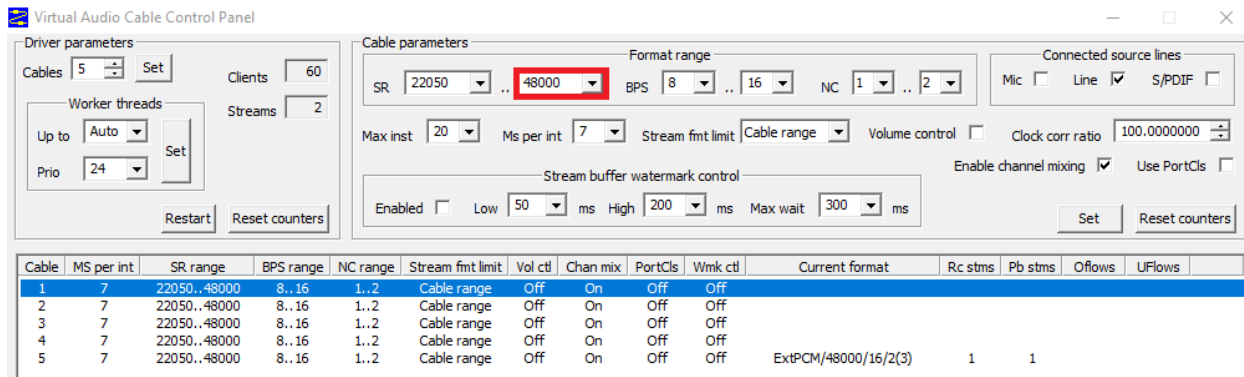 Virtual Audio Cable Control Panel
Driver parameters
Cables 5 Set
Clients 60
Worker threads
Streams 2
Up to Auto
Set
Prio 24
Restart Reset counters
Cable parameters
Format range
SR 22050 .. 48000 BPS 8 .. 16 NC 1 .. 2
Connected source lines
Mic Line S/PDIF
Max inst 20 Ms per int 7 Stream fmt limit Cable range Volume control Clock corr ratio 100.0000000
Enable channel mixing Use PortCls
Stream buffer watermark control
Enabled Low 50 ms High 200 ms Max wait 300 ms
Set Reset counters
Cable MS per int SR range BPS range NC range Stream fmt limit Vol ctl Chan mix PortCls Wmk ctl Current format Rc stms Pb stms Oflows UFlows
1 7 22050..48000 8..16 1..2 Cable range Off On Off Off
2 7 22050..48000 8..16 1..2 Cable range Off On Off Off
3 7 22050..48000 8..16 1..2 Cable range Off On Off Off
4 7 22050..48000 8..16 1..2 Cable range Off On Off Off
5 7 22050..48000 8..16 1..2 Cable range Off On Off Off ExtPCM/48000/16/2(3) 1 1